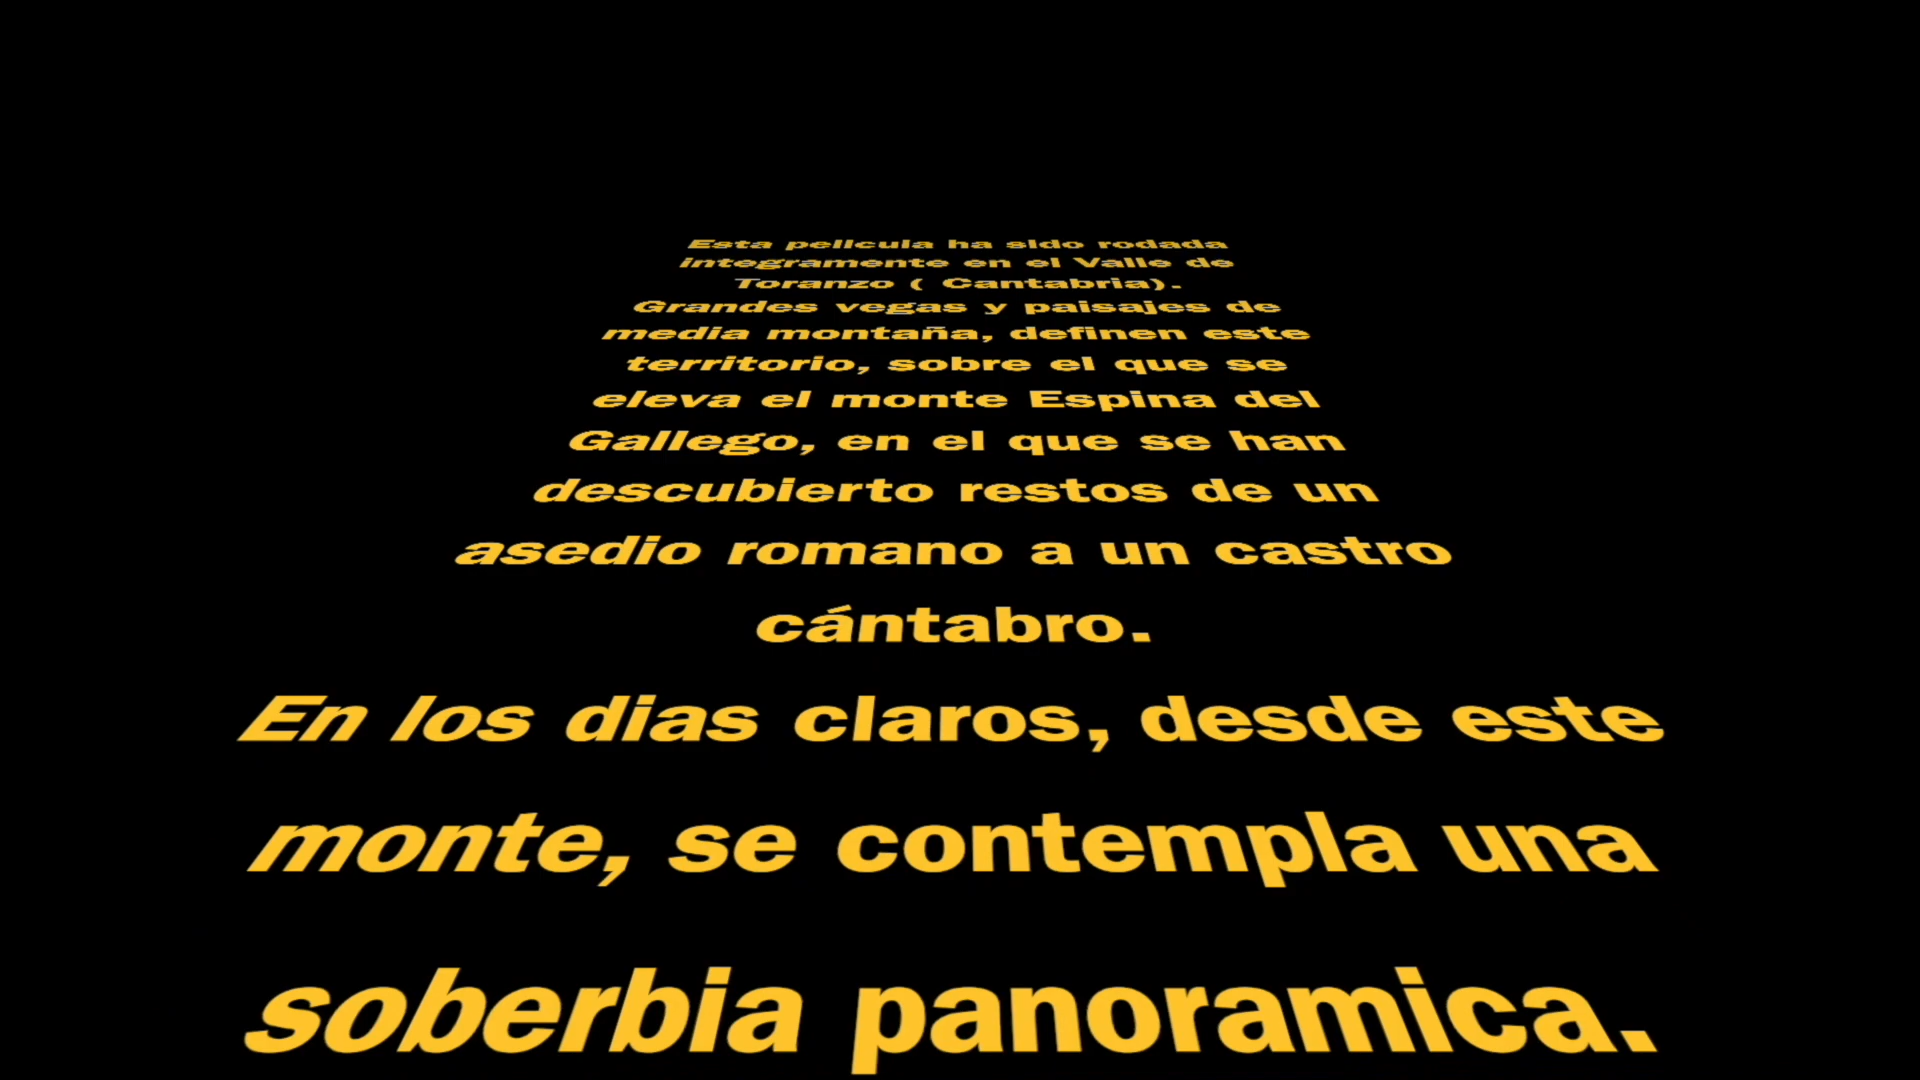 Esta pelicula ha sido rodada
integramente en el Valle de
Toranzo ( Cantabria).
Grandes vegas y paisajes de
media montaña, definen este
territorio, sobre el que se
eleva el monte Espina del
Gallego, en el que se han
descubierto restos de un
asedio romano a un castro
cántabro.
En los dias claros, desde este
monte, se contempla una
soberbia panoramica.